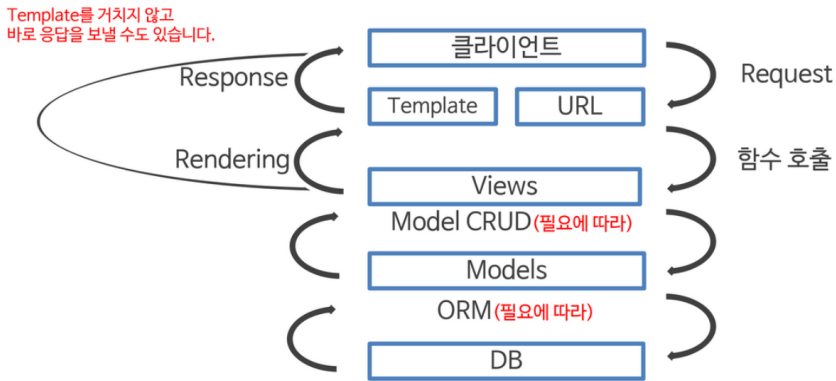 Template를 거치지 않고
바로 응답을 보낼 수도 있습니다.
클라이언트
Response
Request
Template
URL
Rendering
함수 호출
Views
Model CRUD(필요에 따라)
Models
ORM(필요에 따라)
DB